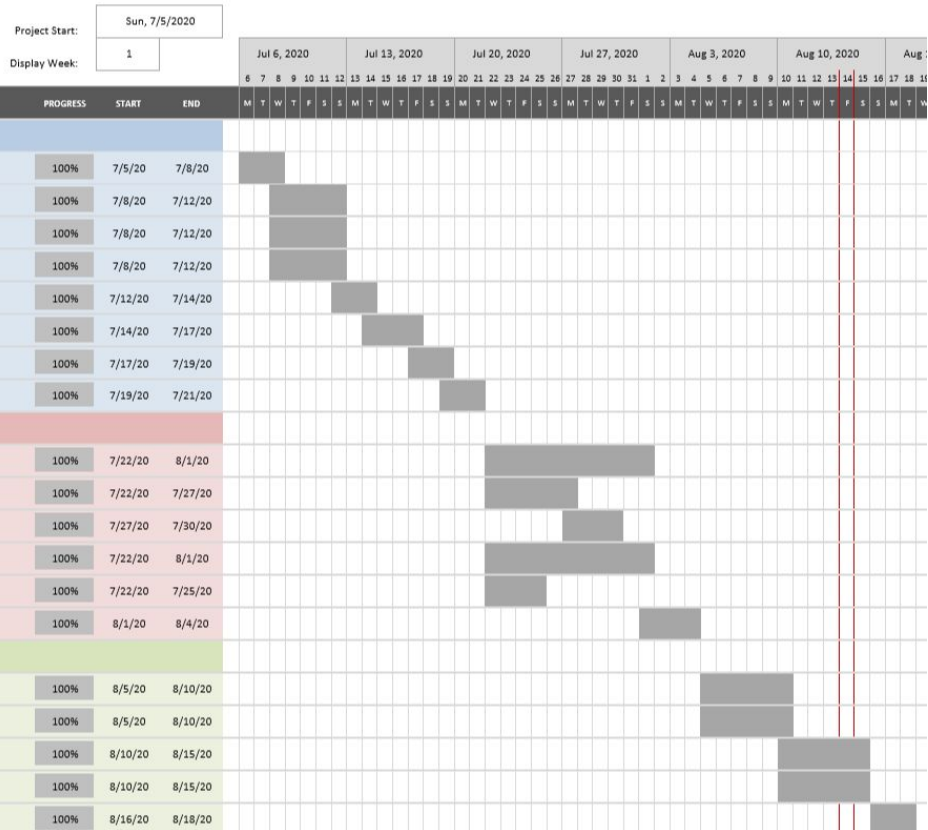 Project Start: Sun, 7/5/2020
Display Week: 1
Jul 6, 2020 Jul 13, 2020 Jul 20, 2020 Jul 27, 2020 Aug 3, 2020 Aug 10, 2020 Aug 1
6 7 8 9 10 11 12 13 14 15 16 17 18 19 20 21 22 23 24 25 26 27 28 29 30 31 1 2 3 4 5 6 7 8 9 10 11 12 13 14 15 16 17 18 19
PROGRESS START END M T W T F S S M T W T F S S M T W T F S S M T W T F S S M T W T F S S M T W T F S S M T W
100% 7/5/20 7/8/20
100% 7/8/20 7/12/20
100% 7/8/20 7/12/20
100% 7/8/20 7/12/20
100% 7/12/20 7/14/20
100% 7/14/20 7/17/20
100% 7/17/20 7/19/20
100% 7/19/20 7/21/20
100% 7/22/20 8/1/20
100% 7/22/20 7/27/20
100% 7/27/20 7/30/20
100% 7/22/20 8/1/20
100% 7/22/20 7/25/20
100% 8/1/20 8/4/20
100% 8/5/20 8/10/20
100% 8/5/20 8/10/20
100% 8/10/20 8/15/20
100% 8/10/20 8/15/20
100% 8/16/20 8/18/20